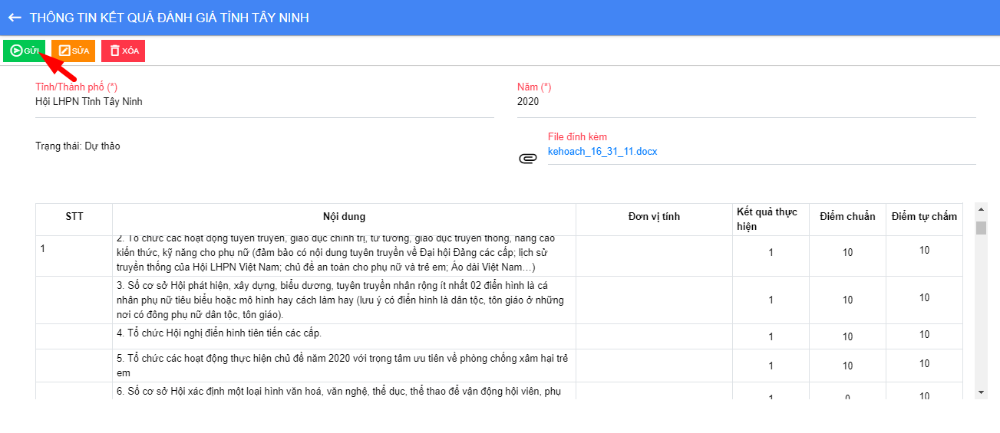 THÔNG TIN KẾT QUẢ ĐÁNH GIÁ TỈNH TÂY NINH
GỬI SỬA XÓA
Tỉnh/Thành phố (*) Năm (*)
Hội LHPN Tỉnh Tây Ninh 2020
File đính kèm
Trạng thái: Dự thảo
kehoach_16_31_11.docx
STT Nội dung Đơn vị tính Kết quả thực hiện Điểm chuẩn Điểm tự chấm
2. Tổ chức các hoạt động tuyên truyền, giáo dục chính trị, tư tưởng, giáo dục truyền thống, nâng cao
1 kiến thức, kỹ năng cho phụ nữ (đảm bảo có nội dung tuyên truyền về Đại hội Đảng các cấp; lịch sử 1 10 10
truyền thống của Hội LHPN Việt Nam; chủ đề an toàn cho phụ nữ và trẻ em; Áo dài Việt Nam…)
3. Số cơ sở Hội phát hiện, xây dựng, biểu dương, tuyên truyền nhân rộng ít nhất 02 điển hình là cá
nhân phụ nữ tiêu biểu hoặc mô hình hay cách làm hay (lưu ý có điển hình là dân tộc, tôn giáo ở những 1 10 10
nơi có đông phụ nữ dân tộc, tôn giáo).
4. Tổ chức Hội nghị điển hình tiên tiến các cấp. 1 10 10
5. Tổ chức các hoạt động thực hiện chủ đề năm 2020 với trọng tâm ưu tiên về phòng chống xâm hại trẻ 1 10 10
em
6. Số cơ sở Hội xác định một loại hình văn hoá, văn nghệ, thể dục, thể thao để vận động hội viên, phụ 1 0 10